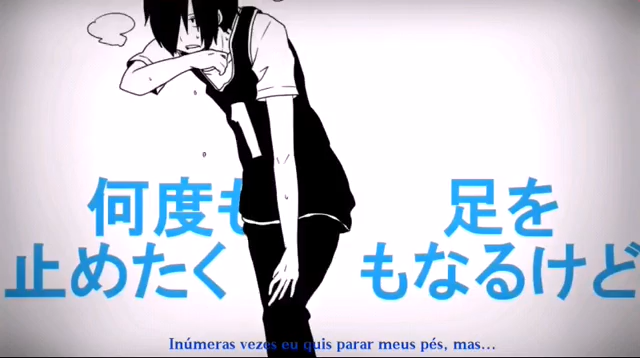 何度も 足を
止めたく もなるけど
Inúmeras vezes eu quis parar meus pés, mas...
1